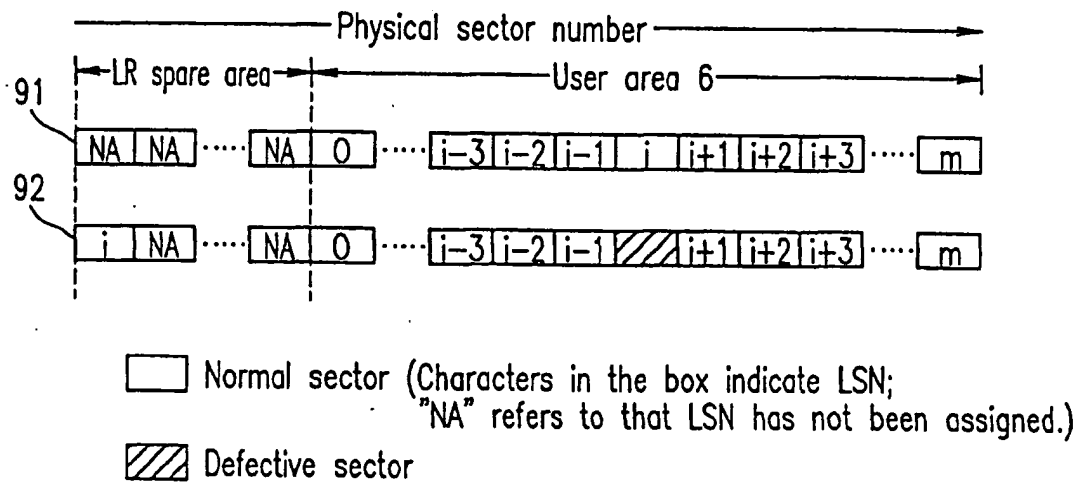 Physical sector number
LR spare area User area 6
91
NA NA ····· NA 0 ····· i-3 i-2 i-1 i i+1 i+2 i+3 ····· m
92
i NA ····· NA 0 ····· i-3 i-2 i-1 i+1 i+2 i+3 ····· m
Normal sector (Characters in the box indicate LSN;
"NA" refers to that LSN has not been assigned.)
Defective sector